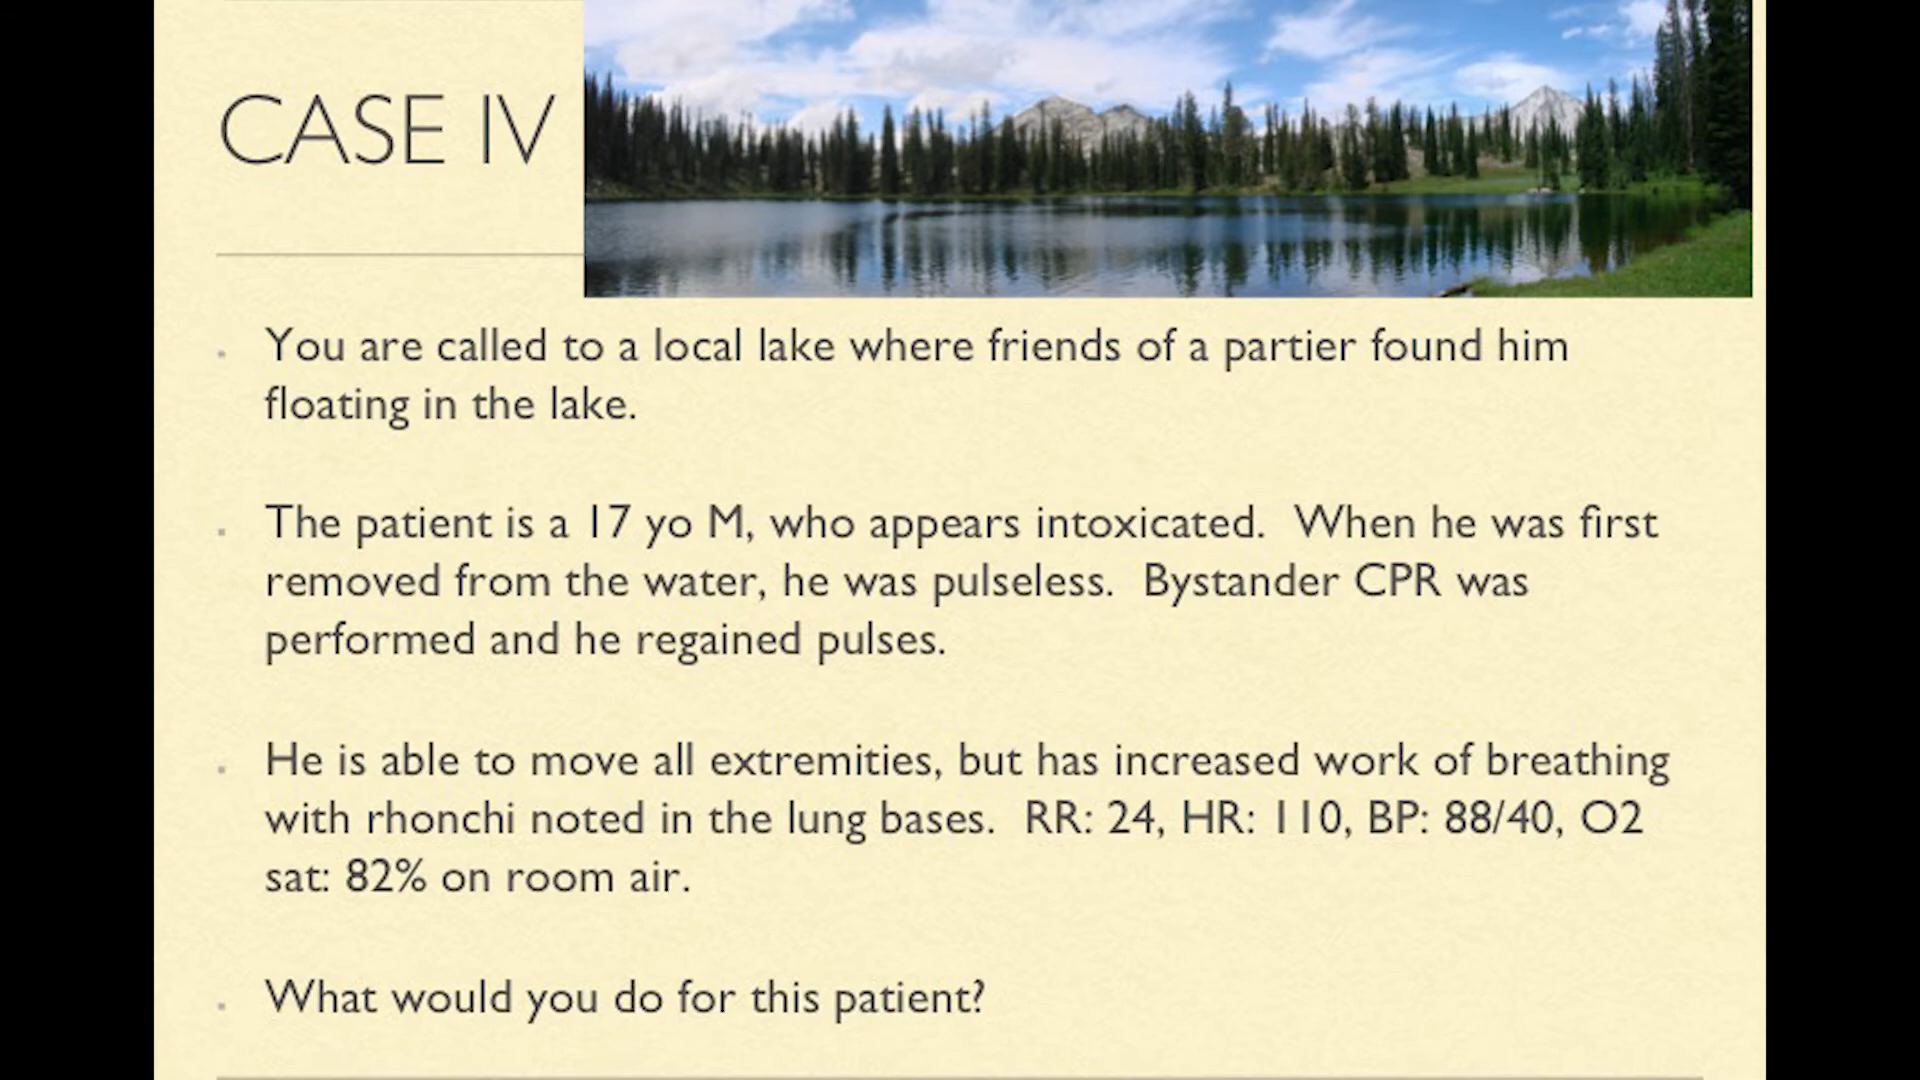 CASE IV
You are called to a local lake where friends of a partier found him
floating in the lake.
The patient is a 17 yo M, who appears intoxicated.  When he was first
removed from the water, he was pulseless.  Bystander CPR was
performed and he regained pulses.
He is able to move all extremities, but has increased work of breathing
with rhonchi noted in the lung bases.  RR: 24, HR: 110, BP: 88/40, O2
sat: 82% on room air.
What would you do for this patient?